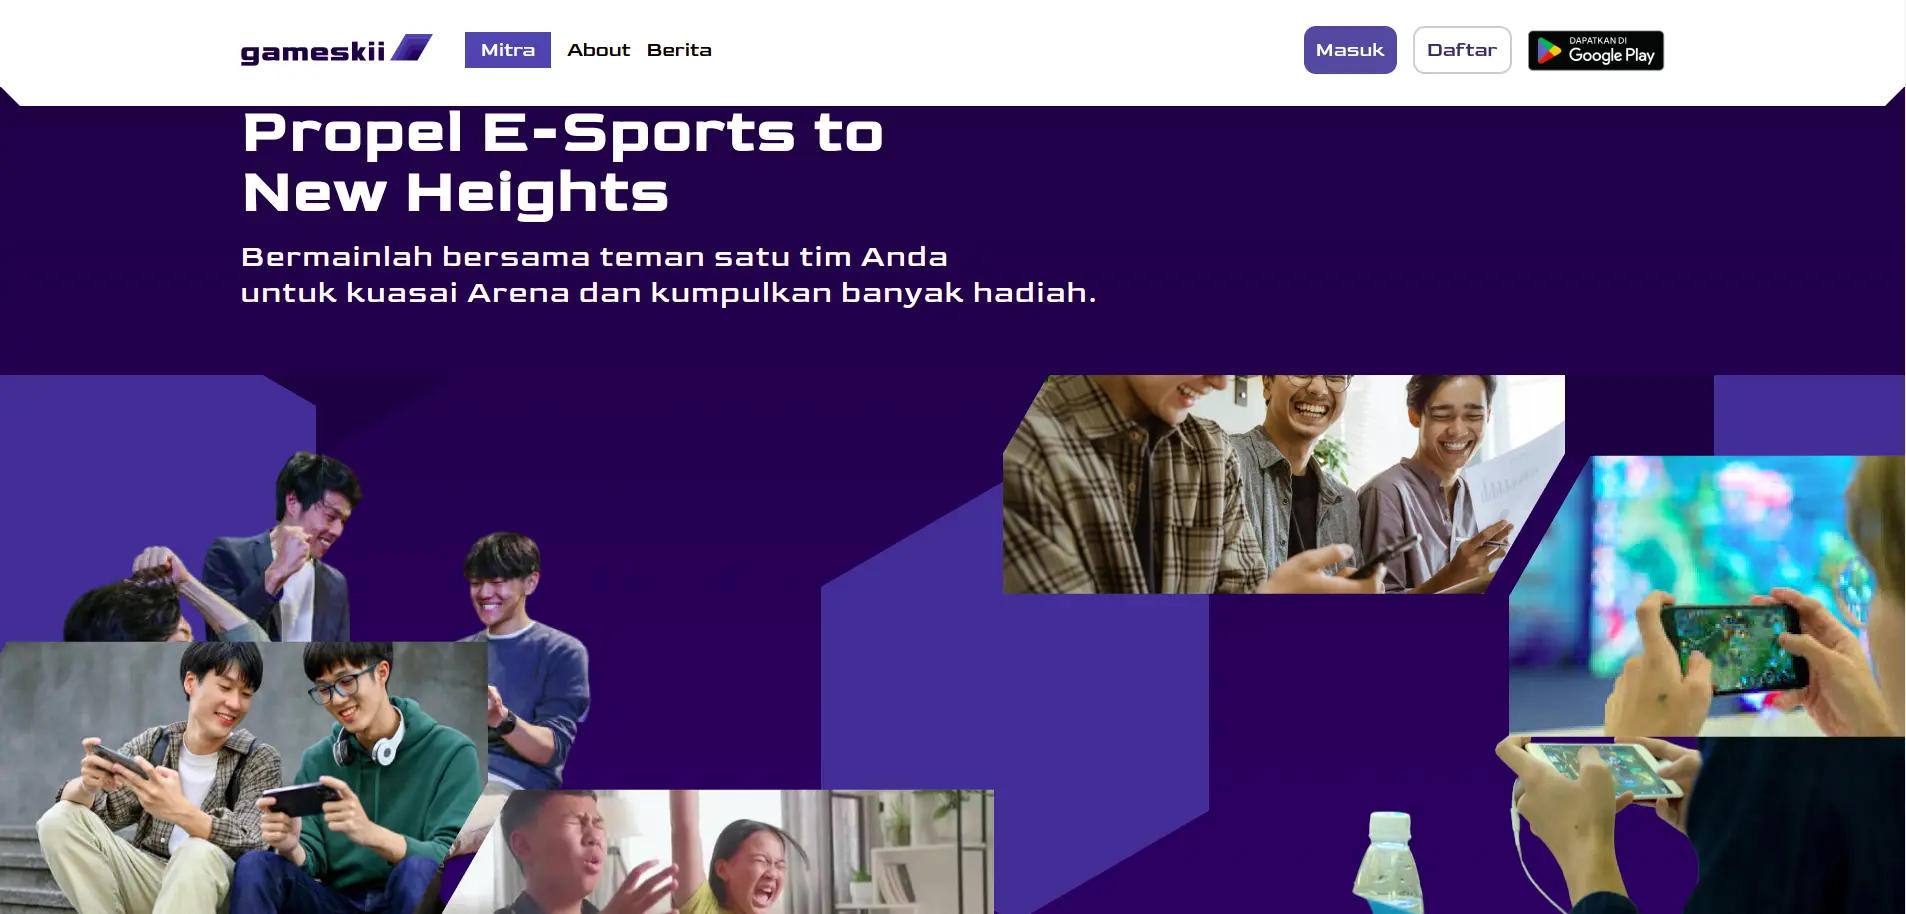 gameskii
Mitra
About
Berita
Masuk
Daftar
DAPATKAN DI
Google Play
Propel E-Sports to
New Heights
Bermainlah bersama teman satu tim Anda
untuk kuasai Arena dan kumpulkan banyak hadiah.